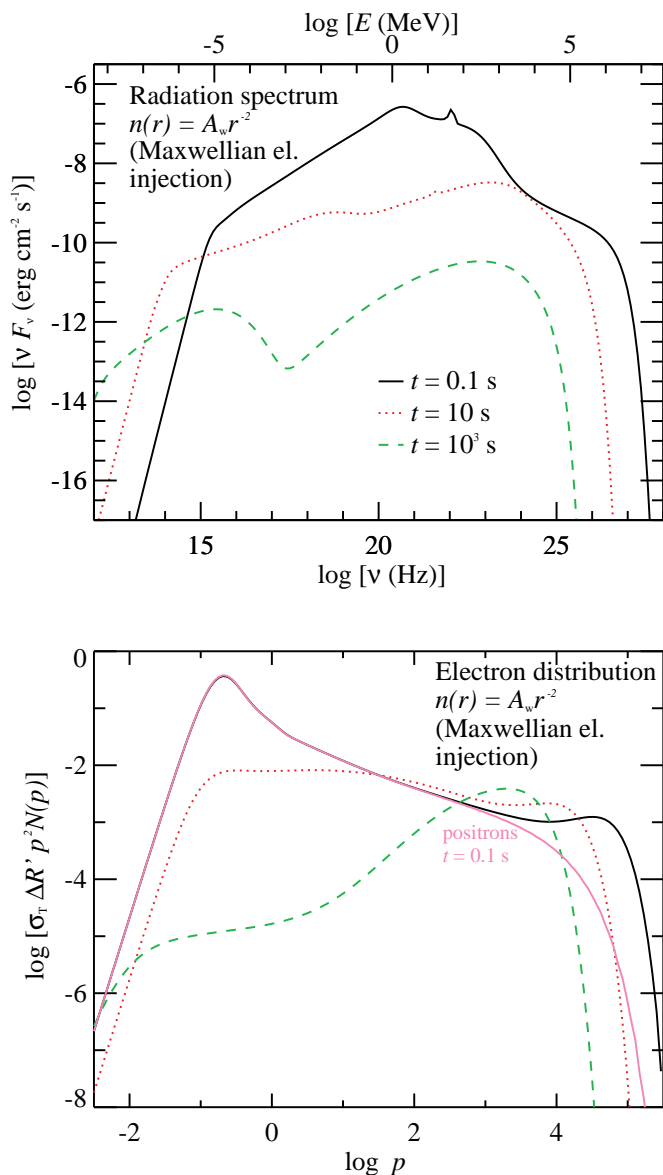 log [E (MeV)]
-5 0 5
Radiation spectrum
n(r) = A_w r^-2
(Maxwellian el.
injection)
-6
-8
-10
-12
-14
-16
log [ν F_ν (erg cm^-2 s^-1)]
t = 0.1 s
t = 10 s
t = 10^3 s
15 20 25
log [ν (Hz)]
0
-2
-4
-6
-8
log [σ_T ΔR' p^2 N(p)]
Electron distribution
n(r) = A_w r^-2
(Maxwellian el.
injection)
positrons
t = 0.1 s
-2 0 2 4
log p